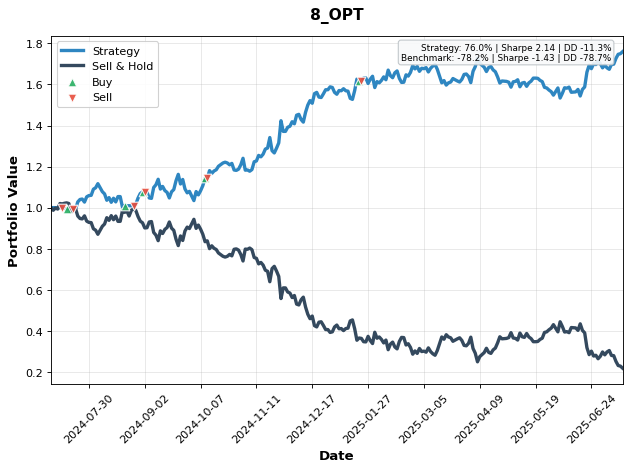 8_OPT
Strategy: 76.0% | Sharpe 2.14 | DD -11.3%
Benchmark: -78.2% | Sharpe -1.43 | DD -78.7%
Strategy
Sell & Hold
Buy
Sell
Portfolio Value
1.8
1.6
1.4
1.2
1.0
0.8
0.6
0.4
0.2
2024-07-30
2024-09-02
2024-10-07
2024-11-11
2024-12-17
2025-01-27
2025-03-05
2025-04-09
2025-05-19
2025-06-24
Date